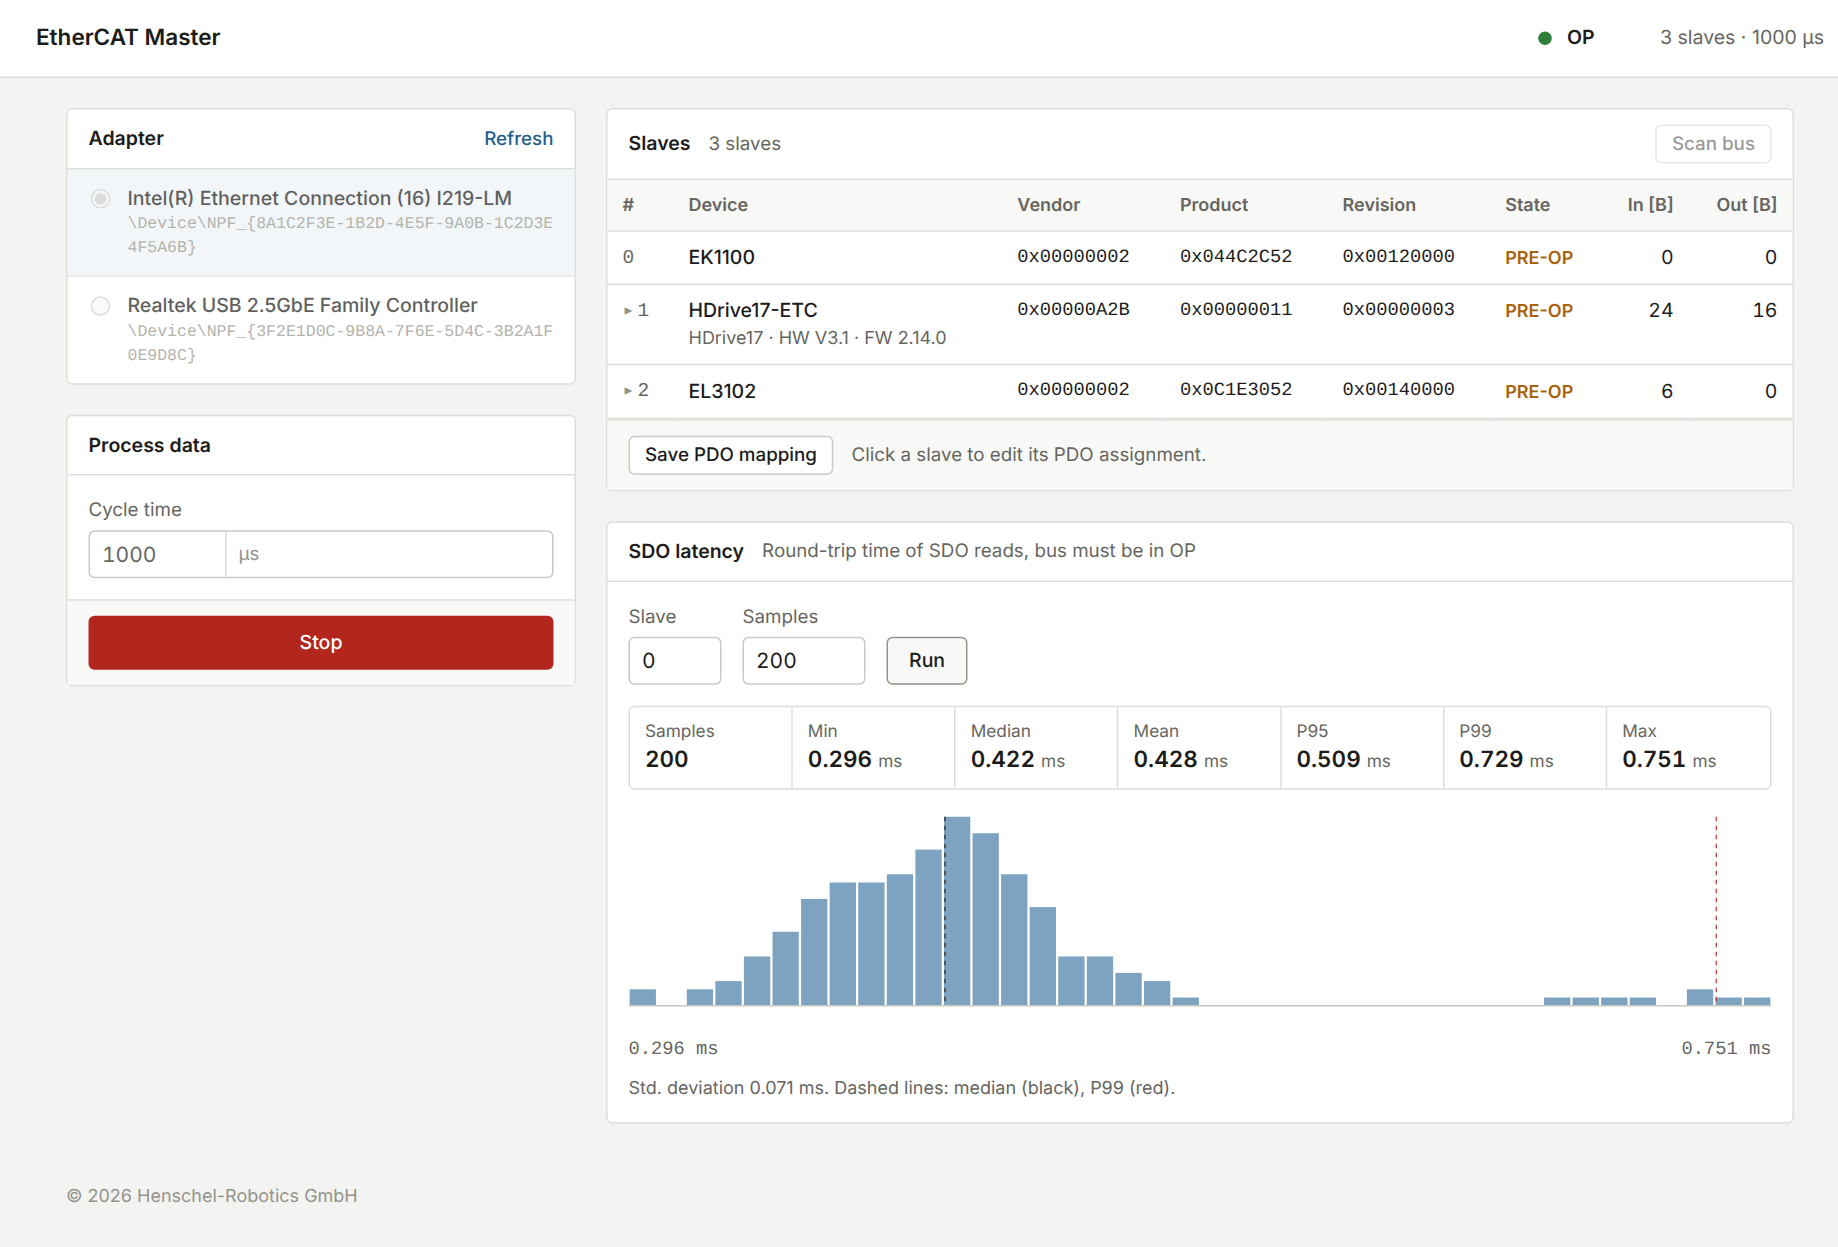 EtherCAT Master
OP
3 slaves · 1000 µs
Adapter
Refresh
Intel(R) Ethernet Connection (16) I219-LM
\Device\NPF_{8A1C2F3E-1B2D-4E5F-9A0B-1C2D3E
4F5A6B}
Realtek USB 2.5GbE Family Controller
\Device\NPF_{3F2E1D0C-9B8A-7F6E-5D4C-3B2A1F
0E9D8C}
Process data
Cycle time
1000 µs
Stop
Slaves 3 slaves
Scan bus
# Device Vendor Product Revision State In [B] Out [B]
0 EK1100 0x00000002 0x044C2C52 0x00120000 PRE-OP 0 0
▸ 1 HDrive17-ETC 0x00000A2B 0x00000011 0x00000003 PRE-OP 24 16
HDrive17 · HW V3.1 · FW 2.14.0
▸ 2 EL3102 0x00000002 0x0C1E3052 0x00140000 PRE-OP 6 0
Save PDO mapping Click a slave to edit its PDO assignment.
SDO latency Round-trip time of SDO reads, bus must be in OP
Slave Samples
0 200 Run
Samples Min Median Mean P95 P99 Max
200 0.296 ms 0.422 ms 0.428 ms 0.509 ms 0.729 ms 0.751 ms
0.296 ms 0.751 ms
Std. deviation 0.071 ms. Dashed lines: median (black), P99 (red).
© 2026 Henschel-Robotics GmbH